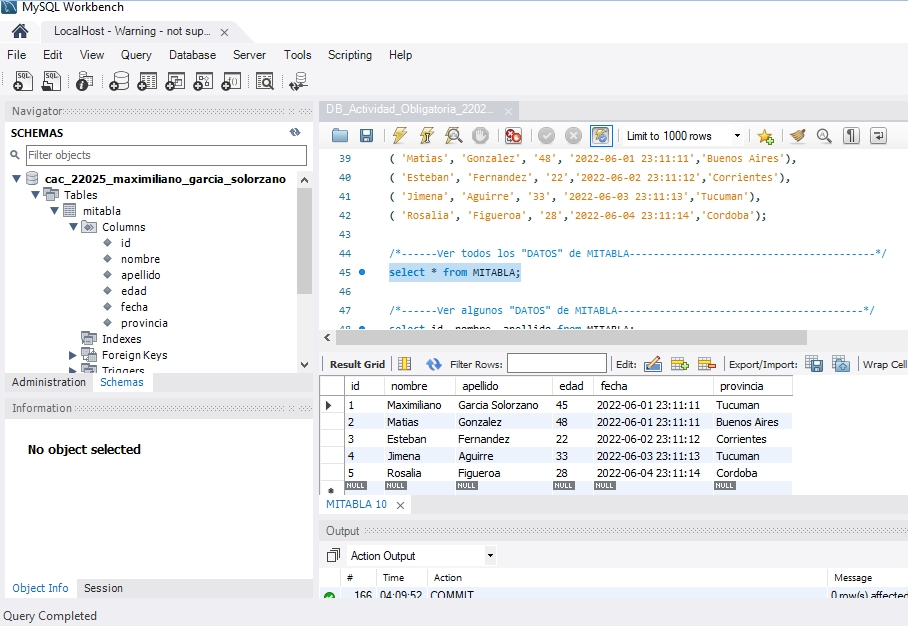 MySQL Workbench
LocalHost - Warning - not sup...
File Edit View Query Database Server Tools Scripting Help
Navigator
SCHEMAS
Filter objects
cac_22025_maximiliano_garcia_solorzano
Tables
mitabla
Columns
id
nombre
apellido
edad
fecha
provincia
Indexes
Foreign Keys
Triggers
Administration Schemas
Information
No object selected
Object Info Session
Query Completed
DB_Actividad_Obligatoria_2202...
Limit to 1000 rows
39 ( 'Matias', 'Gonzalez', '48', '2022-06-01 23:11:11','Buenos Aires'),
40 ( 'Esteban', 'Fernandez', '22','2022-06-02 23:11:12','Corrientes'),
41 ( 'Jimena', 'Aguirre', '33', '2022-06-03 23:11:13','Tucuman'),
42 ( 'Rosalia', 'Figueroa', '28','2022-06-04 23:11:14','Cordoba');
43
44 /*------Ver todos los "DATOS" de MITABLA-----------------------------------------*/
45 select * from MITABLA;
46
47 /*------Ver algunos "DATOS" de MITABLA-----------------------------------------*/
48 select id, nombre, apellido from MITABLA;
Result Grid Filter Rows: Edit: Export/Import: Wrap Cell
id nombre apellido edad fecha provincia
1 Maximiliano Garcia Solorzano 45 2022-06-01 23:11:11 Tucuman
2 Matias Gonzalez 48 2022-06-01 23:11:11 Buenos Aires
3 Esteban Fernandez 22 2022-06-02 23:11:12 Corrientes
4 Jimena Aguirre 33 2022-06-03 23:11:13 Tucuman
5 Rosalia Figueroa 28 2022-06-04 23:11:14 Cordoba
NULL NULL NULL NULL NULL NULL
MITABLA 10
Output
Action Output
# Time Action Message
166 04:09:52 COMMIT 0 row(s) affected